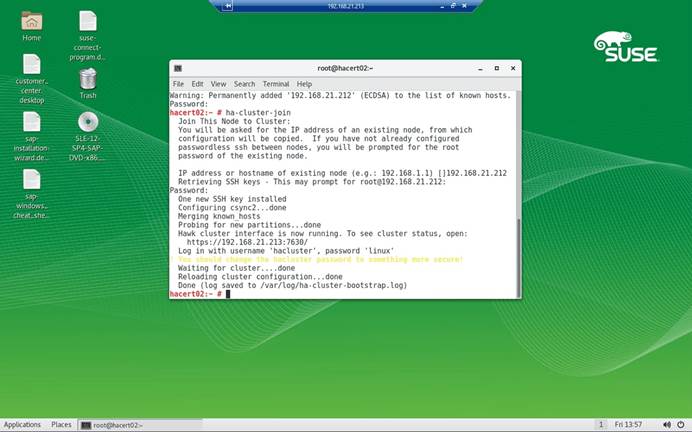 192.168.21.213
Home
suse-
connect-
program.d...
customer_
center.
desktop
Trash
sap-
installation-
wizard.de...
SLE-12-
SP4-SAP-
DVD-x86....
sap-
windows_
cheat_she...
SUSE
root@hacert02:~
File Edit View Search Terminal Help
Warning: Permanently added '192.168.21.212' (ECDSA) to the list of known hosts.
Password:
hacert02:~ # ha-cluster-join
Join This Node to Cluster:
You will be asked for the IP address of an existing node, from which
configuration will be copied. If you have not already configured
passwordless ssh between nodes, you will be prompted for the root
password of the existing node.
IP address or hostname of existing node (e.g.: 192.168.1.1) []192.168.21.212
Retrieving SSH keys - This may prompt for root@192.168.21.212:
Password:
One new SSH key installed
Configuring csync2...done
Merging known_hosts
Probing for new partitions...done
Hawk cluster interface is now running. To see cluster status, open:
https://192.168.21.213:7630/
Log in with username 'hacluster', password 'linux'
! You should change the hacluster password to something more secure!
Waiting for cluster....done
Reloading cluster configuration...done
Done (log saved to /var/log/ha-cluster-bootstrap.log)
hacert02:~ #
Applications Places root@hacert02:~ 1 Fri 13:57